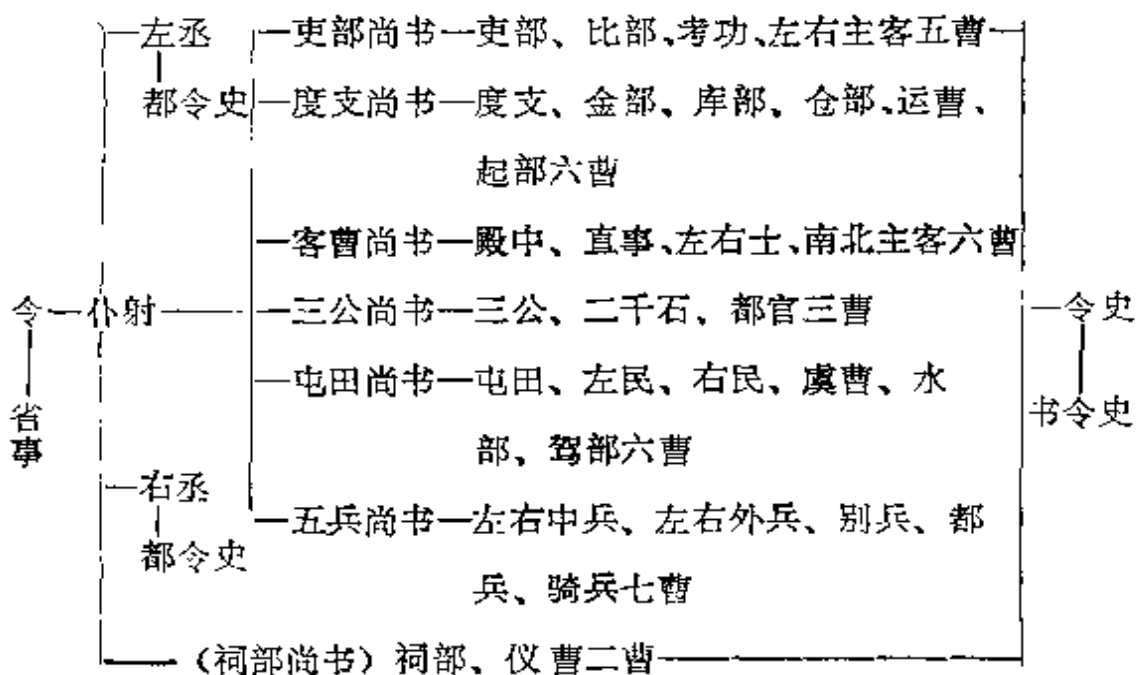 左丞
吏部尚书—吏部、比部、考功、左右主客五曹
都令史
度支尚书—度支、金部、库部、仓部、运曹、
起部六曹
客曹尚书—殿中、直事、左右士、南北主客六曹
令—仆射
三公尚书—三公、二千石、都官三曹
令史
省事
屯田尚书—屯田、左民、右民、虞曹、水
部、驾部六曹
书令史
右丞
都令史
五兵尚书—左右中兵、左右外兵、别兵、都
兵、骑兵七曹
（祠部尚书）祠部、仪曹二曹